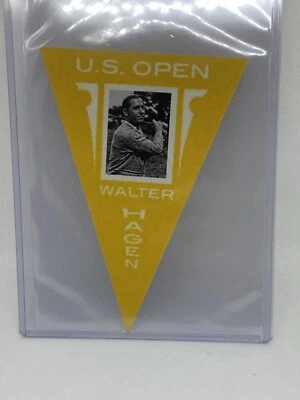 U.S. OPEN
WALTER
HAGEN